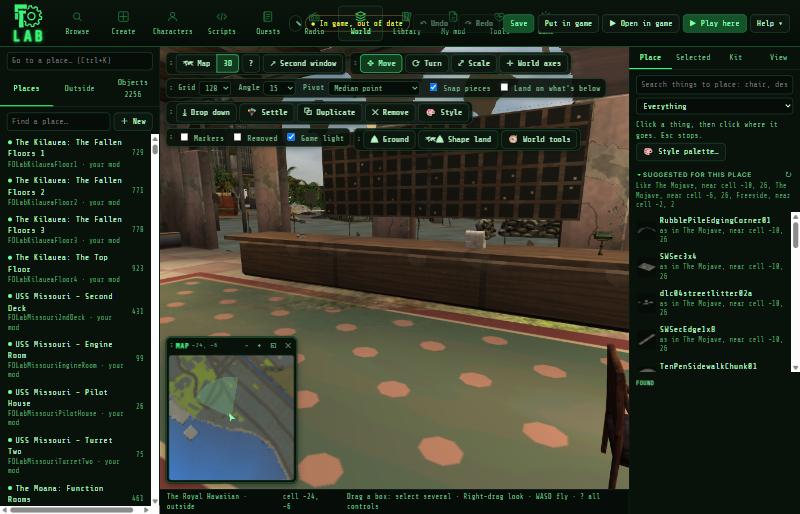 LAB
Browse
Create
Characters
Scripts
Quests
Radio
World
Library
My mod
Tools
In game, out of date
Undo
Redo
Save
Put in game
Open in game
Play here
Help
Go to a place… (Ctrl+K)
Places
Outside
Objects
2256
Find a place…
+ New
The Kilauea: The Fallen
Floors 1
FOLabKilaueaFloor1 · your
mod
729
The Kilauea: The Fallen
Floors 2
FOLabKilaueaFloor2 · your
mod
771
The Kilauea: The Fallen
Floors 3
FOLabKilaueaFloor3 · your
mod
778
The Kilauea: The Top
Floor
FOLabKilaueaFloor4 · your
mod
923
USS Missouri – Second
Deck
FOLabMissouri2ndDeck · your
mod
431
USS Missouri – Engine
Room
FOLabMissouriEngineRoom · your
mod
99
USS Missouri – Pilot
House
FOLabMissouriPilotHouse · your
mod
26
USS Missouri – Turret
Two
FOLabMissouriTurretTwo · your
mod
75
The Moana: Function
Rooms
461
Map
3D
?
Second window
Move
Turn
Scale
World axes
Grid
128
Angle
15
Pivot
Median point
Snap pieces
Land on what's below
Drop down
Settle
Duplicate
Remove
Style
Markers
Removed
Game light
Ground
Shape land
World tools
MAP
-24, -6
The Royal Hawaiian ·
outside
cell -24,
-6
Drag a box: select several · Right-drag look · WASD fly · ? all
controls
Place
Selected
Kit
View
Search things to place: chair, des
Everything
Click a thing, then click where it
goes. Esc stops.
Style palette…
SUGGESTED FOR THIS PLACE
Like The Mojave, near cell -10, 26, The
Mojave, near cell -6, 26, Freeside, near
cell -2, 2
RubblePileEdgingCorner01
as in The Mojave, near cell -10,
26
SWSec3x4
as in The Mojave, near cell -10,
26
dlc04streetlitter02a
as in The Mojave, near cell -10,
26
SWSecEdge1x8
as in The Mojave, near cell -10,
26
TenPenSidewalkChunk01
FOUND